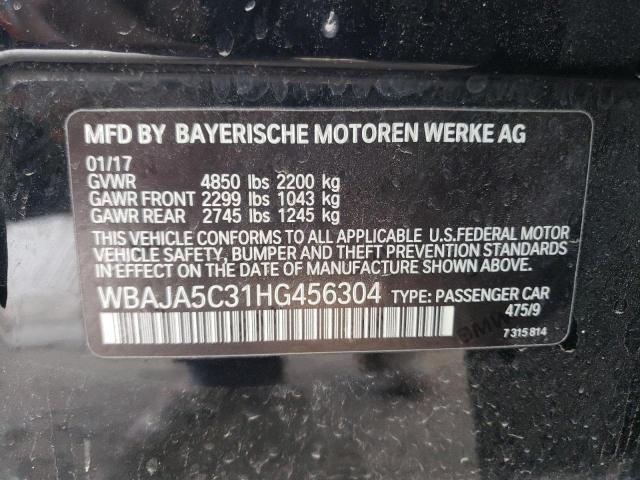 MFD BY BAYERISCHE MOTOREN WERKE AG
01/17
GVWR 4850 lbs 2200 kg
GAWR FRONT 2299 lbs 1043 kg
GAWR REAR 2745 lbs 1245 kg
THIS VEHICLE CONFORMS TO ALL APPLICABLE U.S.FEDERAL MOTOR
VEHICLE SAFETY, BUMPER AND THEFT PREVENTION STANDARDS
IN EFFECT ON THE DATE OF MANUFACTURE SHOWN ABOVE.
WBAJA5C31HG456304 TYPE: PASSENGER CAR
475/9
BMW
7 315 814